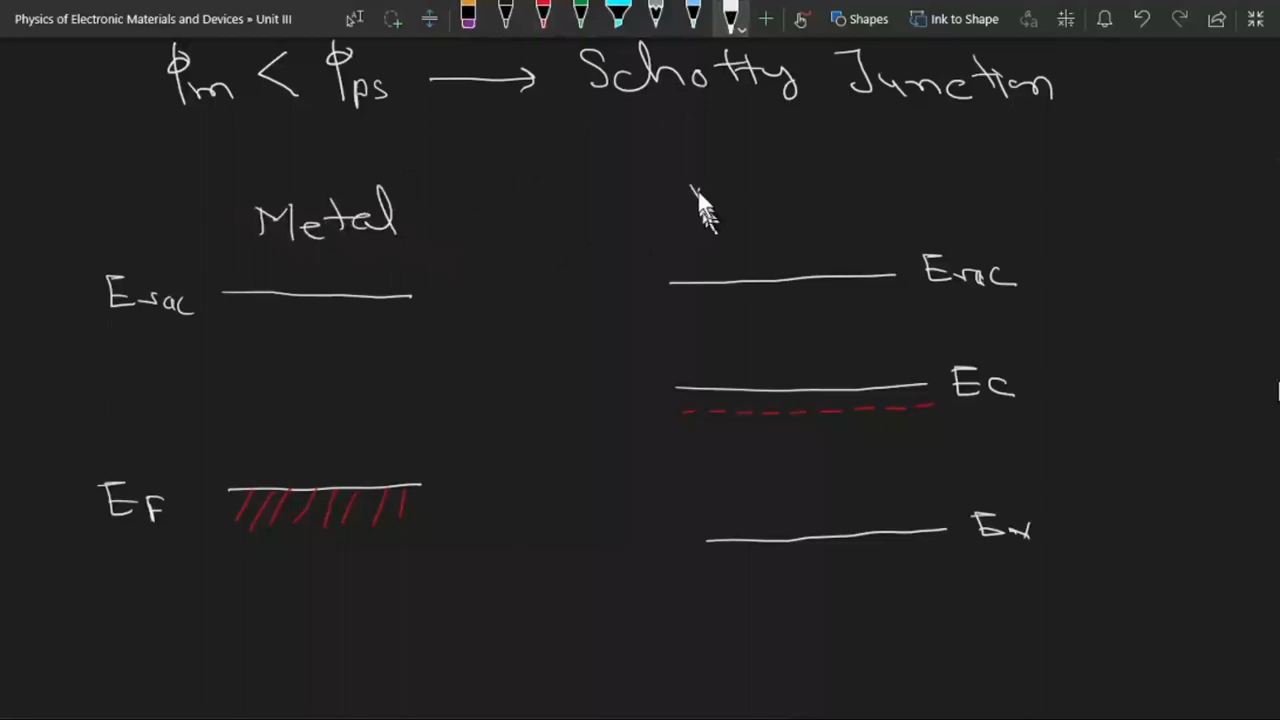 Physics of Electronic Materials and Devices » Unit III
Shapes
Ink to Shape
φm < φps → Schotty Junction
Metal
Evac
Evac
Ec
EF
Ev